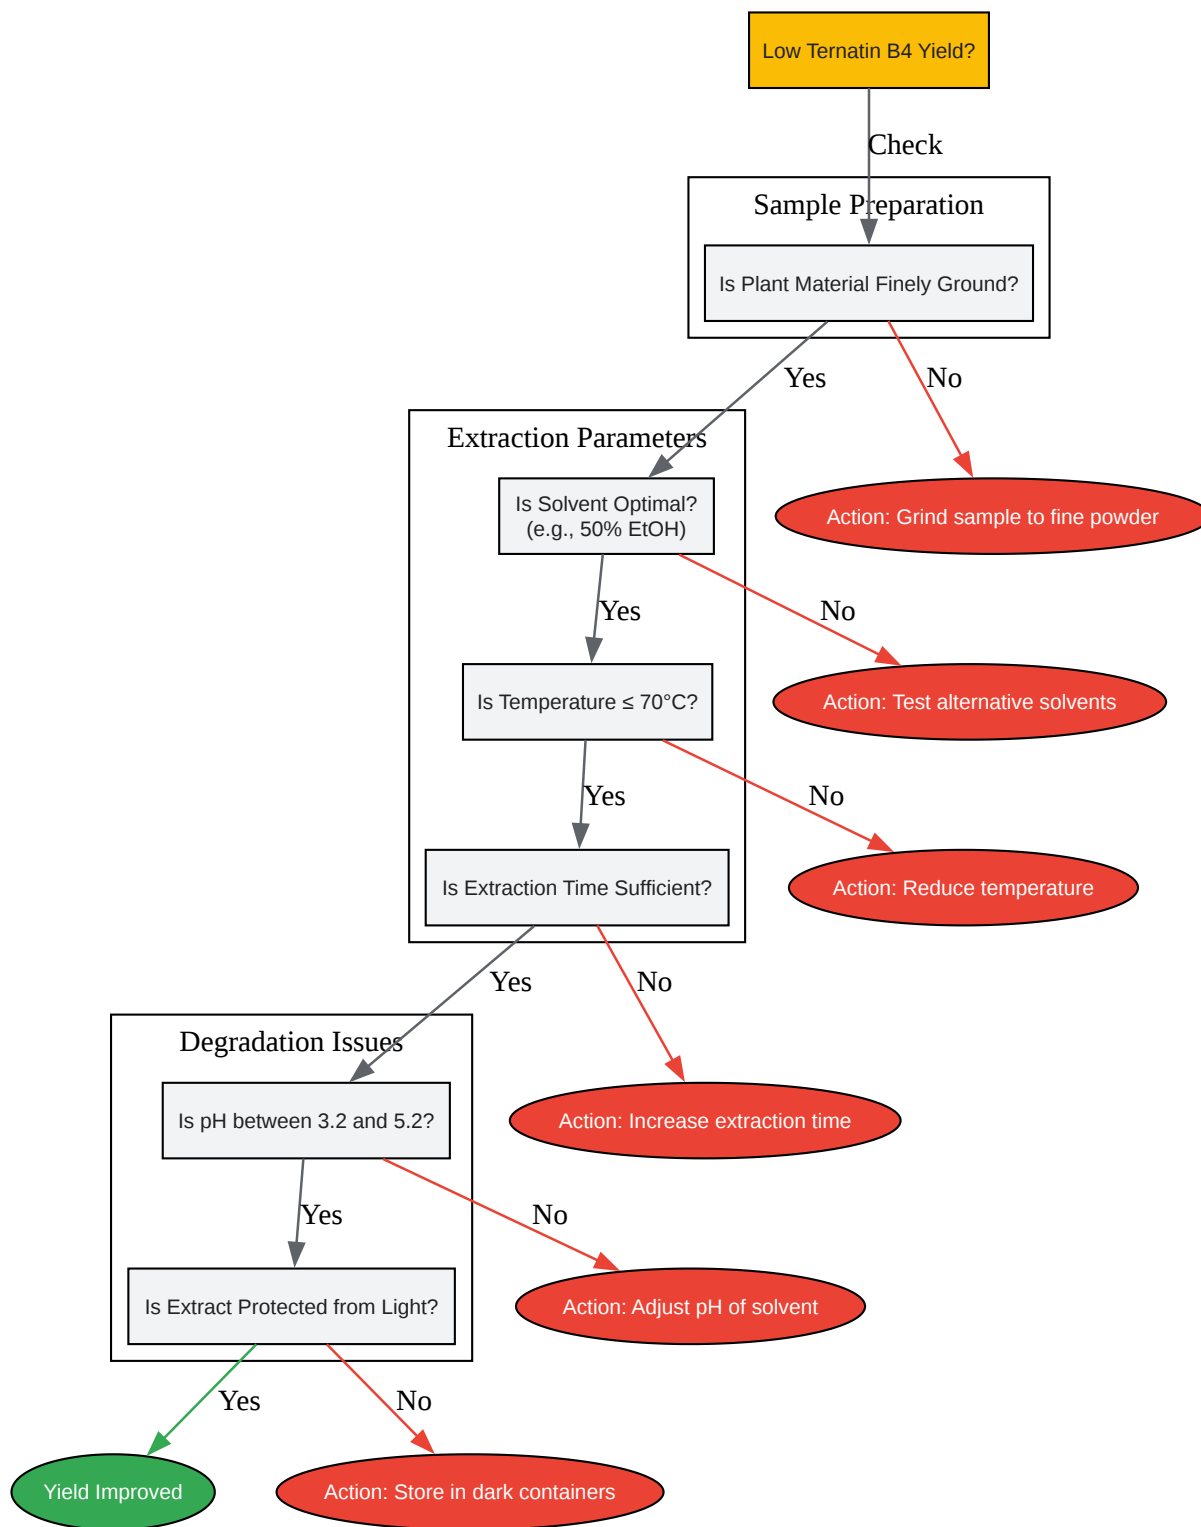 Low Ternatin B4 Yield?
Check
Sample Preparation
Is Plant Material Finely Ground?
Yes
No
Extraction Parameters
Is Solvent Optimal?
(e.g., 50% EtOH)
Action: Grind sample to fine powder
Yes
No
Is Temperature ≤ 70°C?
Action: Test alternative solvents
Yes
No
Is Extraction Time Sufficient?
Action: Reduce temperature
Yes
No
Degradation Issues
Is pH between 3.2 and 5.2?
Action: Increase extraction time
Yes
No
Is Extract Protected from Light?
Action: Adjust pH of solvent
Yes
No
Yield Improved
Action: Store in dark containers